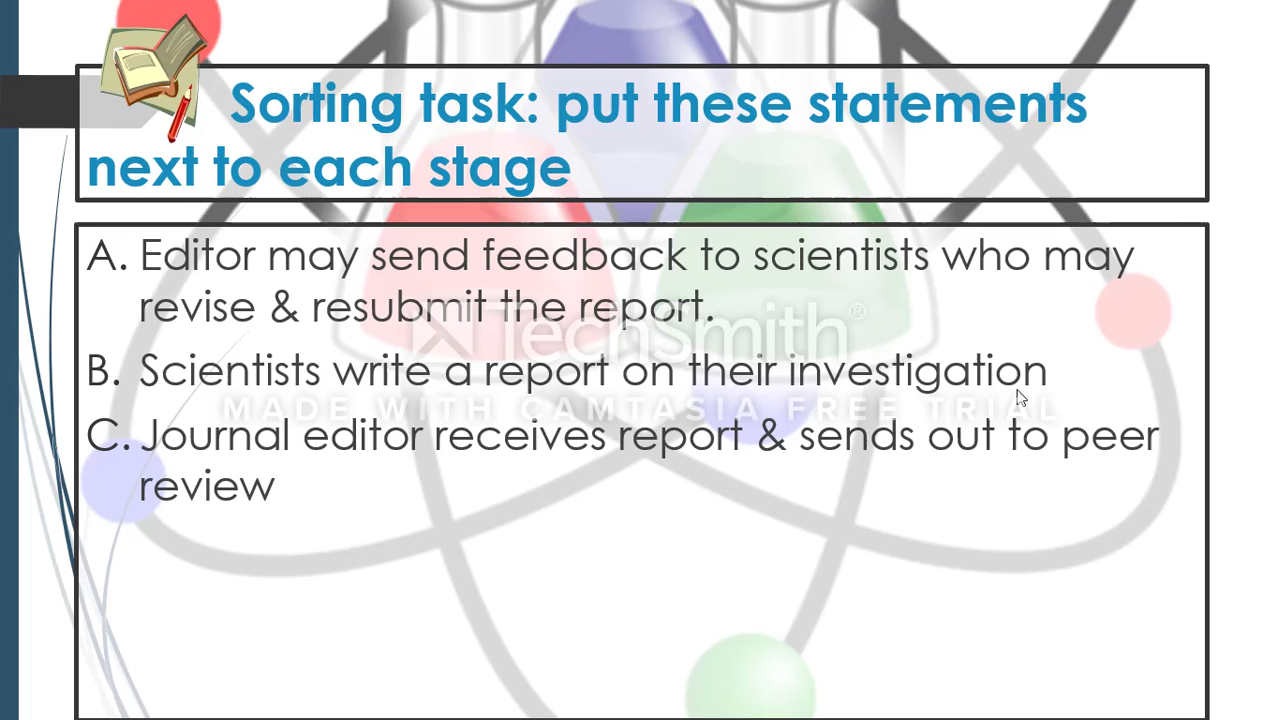 Sorting task: put these statements
next to each stage
A. Editor may send feedback to scientists who may
revise & resubmit the report.
TechSmith®
B. Scientists write a report on their investigation
MADE WITH CAMTASIA FREE TRIAL
C. Journal editor receives report & sends out to peer
review